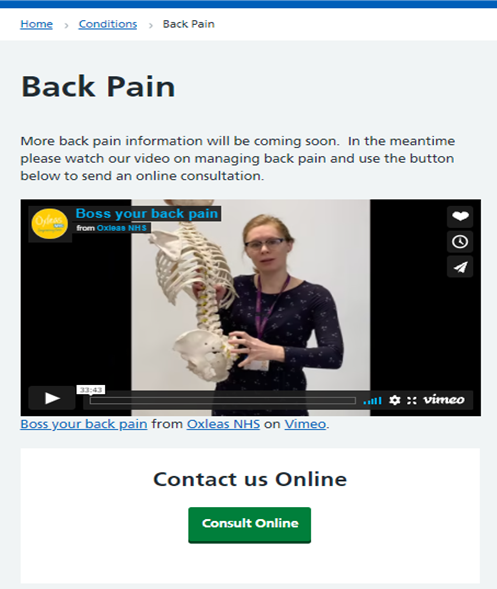 Home > Conditions > Back Pain
Back Pain
More back pain information will be coming soon. In the meantime
please watch our video on managing back pain and use the button
below to send an online consultation.
Oxleas
Boss your back pain
from Oxleas NHS
33:43
vimeo
Boss your back pain from Oxleas NHS on Vimeo.
Contact us Online
Consult Online